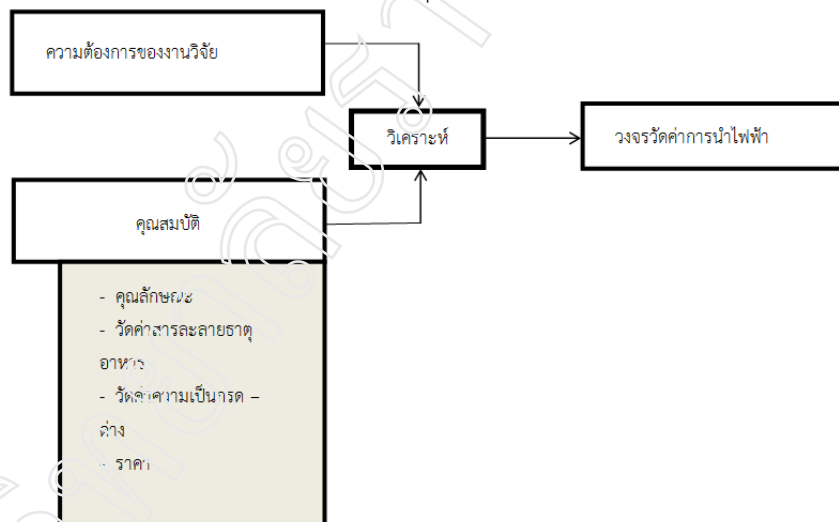 ความต้องการของงานวิจัย
วิเคราะห์
วงจรวัดค่าการนำไฟฟ้า
คุณสมบัติ
- คุณลักษณะ
- วัดค่าสารละลายธาตุ
อาหาร
- วัดค่าความเป็นกรด –
ด่าง
- ราคา